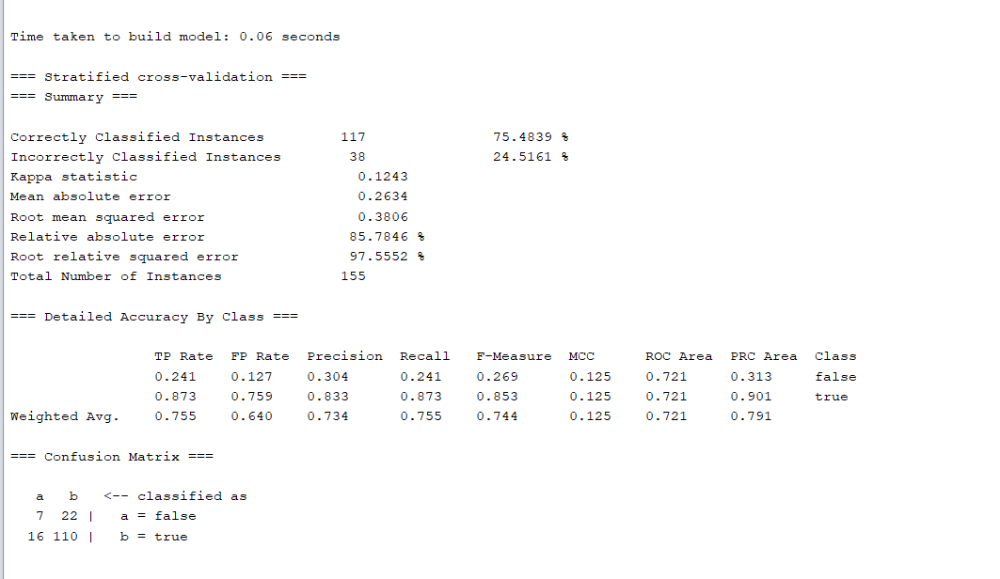 Time taken to build model: 0.06 seconds
=== Stratified cross-validation ===
=== Summary ===
Correctly Classified Instances         117               75.4839 %
Incorrectly Classified Instances        38               24.5161 %
Kappa statistic                          0.1243
Mean absolute error                      0.2634
Root mean squared error                  0.3806
Relative absolute error                 85.7846 %
Root relative squared error             97.5552 %
Total Number of Instances              155
=== Detailed Accuracy By Class ===
                 TP Rate  FP Rate  Precision  Recall   F-Measure  MCC      ROC Area  PRC Area  Class
                 0.241    0.127    0.304      0.241    0.269      0.125    0.721     0.313     false
                 0.873    0.759    0.833      0.873    0.853      0.125    0.721     0.901     true
Weighted Avg.    0.755    0.640    0.734      0.755    0.744      0.125    0.721     0.791
=== Confusion Matrix ===
   a   b   <-- classified as
   7  22 |   a = false
  16 110 |   b = true